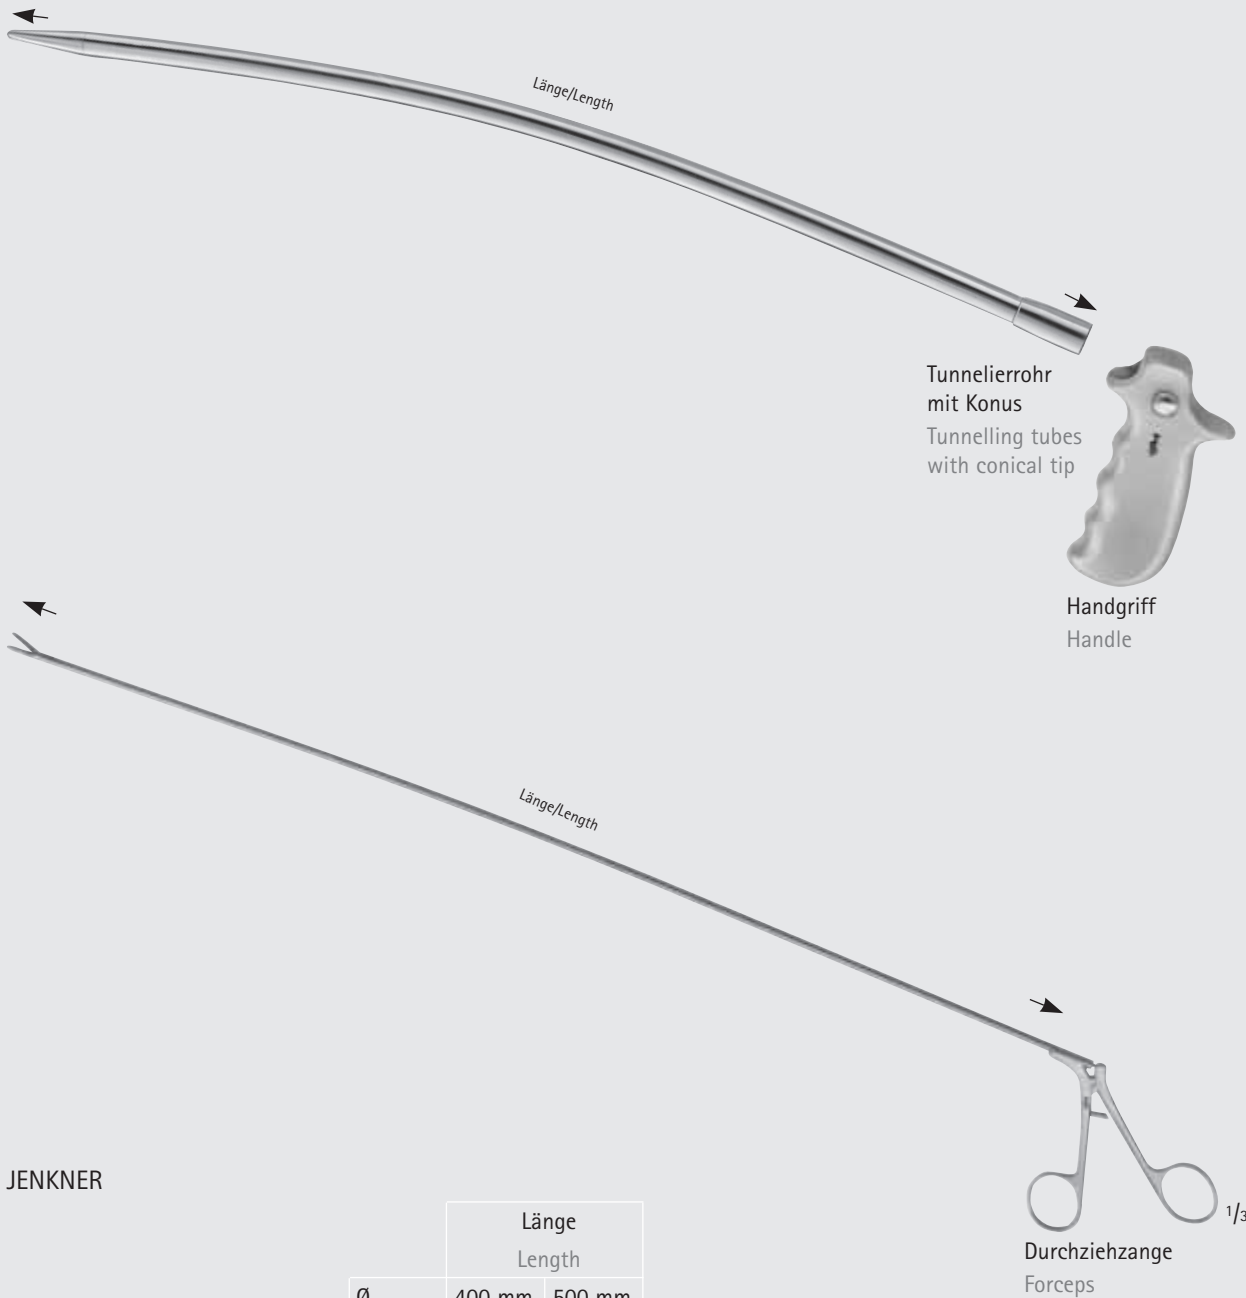 Länge/Length
Tunnelierrohr
mit Konus
Tunnelling tubes
with conical tip
Handgriff
Handle
Länge/Length
JENKNER
1/3
Durchziehzange
Forceps
Länge
Length
Ø 400 mm 500 mm